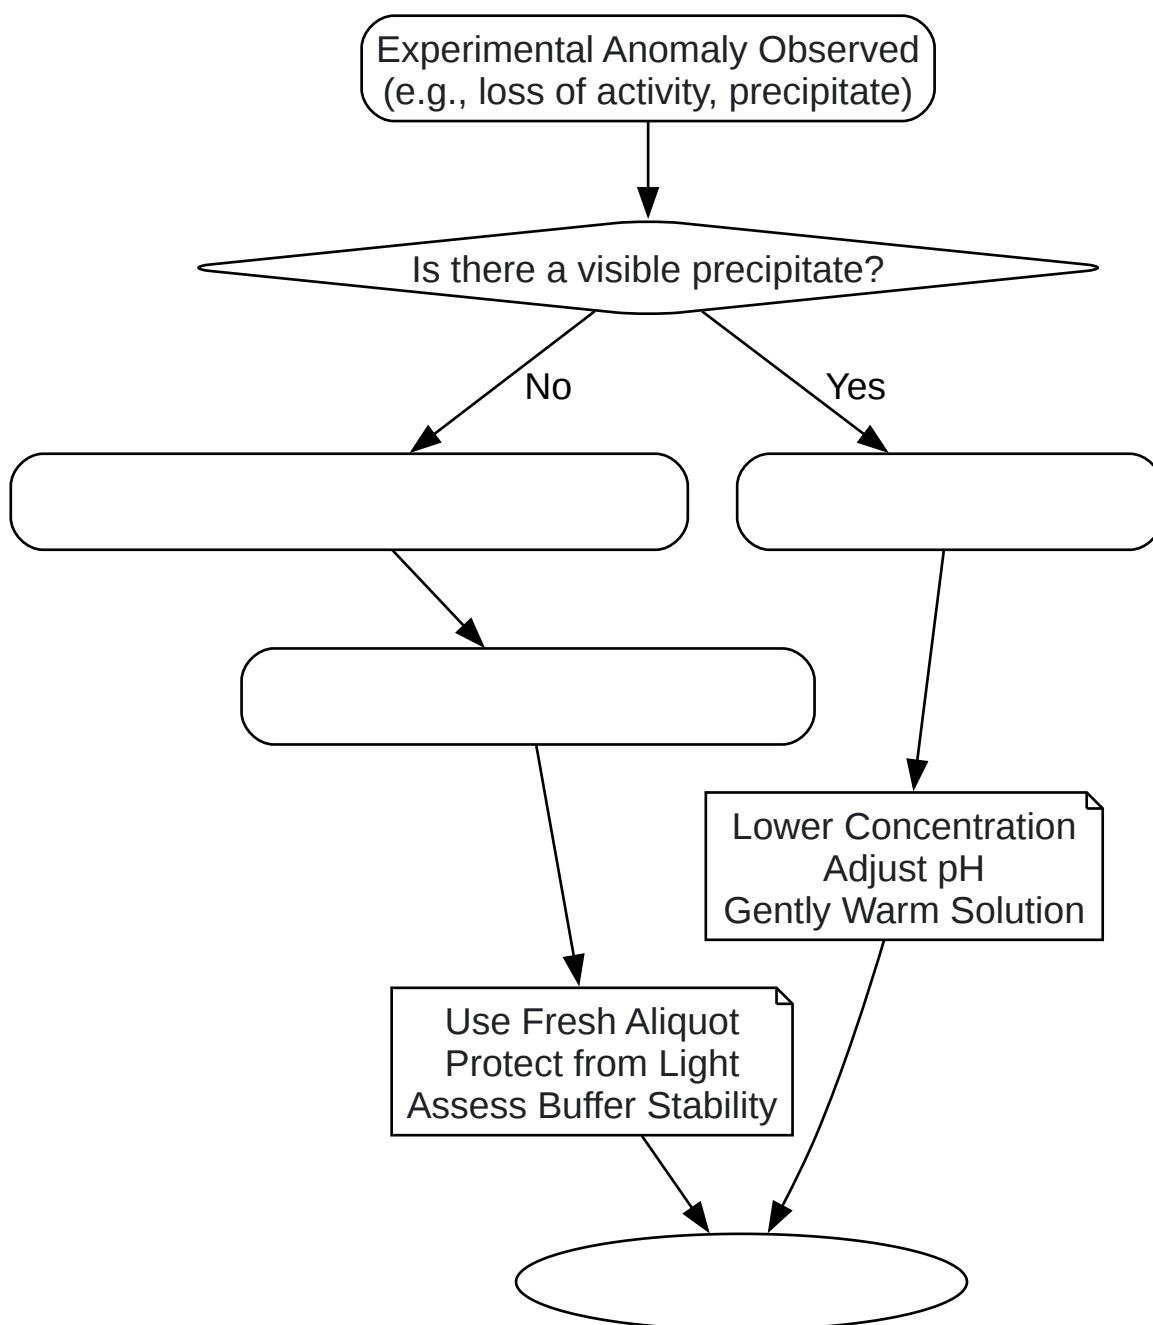 Experimental Anomaly Observed
(e.g., loss of activity, precipitate)
Is there a visible precipitate?
No
Yes
Lower Concentration
Adjust pH
Gently Warm Solution
Use Fresh Aliquot
Protect from Light
Assess Buffer Stability